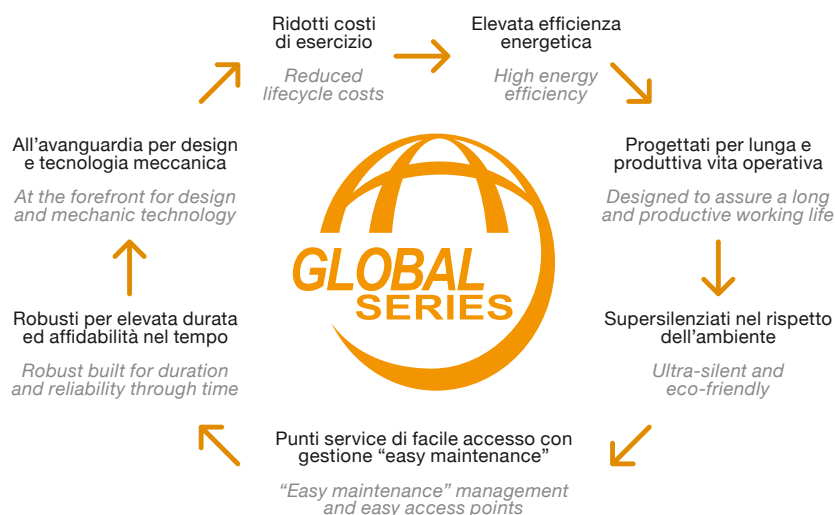 Ridotti costi
di esercizio
Reduced
lifecycle costs
Elevata efficienza
energetica
High energy
efficiency
Progettati per lunga e
produttiva vita operativa
Designed to assure a long
and productive working life
Supersilenziati nel rispetto
dell'ambiente
Ultra-silent and
eco-friendly
Punti service di facile accesso con
gestione “easy maintenance”
“Easy maintenance” management
and easy access points
Robusti per elevata durata
ed affidabilità nel tempo
Robust built for duration
and reliability through time
All'avanguardia per design
e tecnologia meccanica
At the forefront for design
and mechanic technology
GLOBAL
SERIES